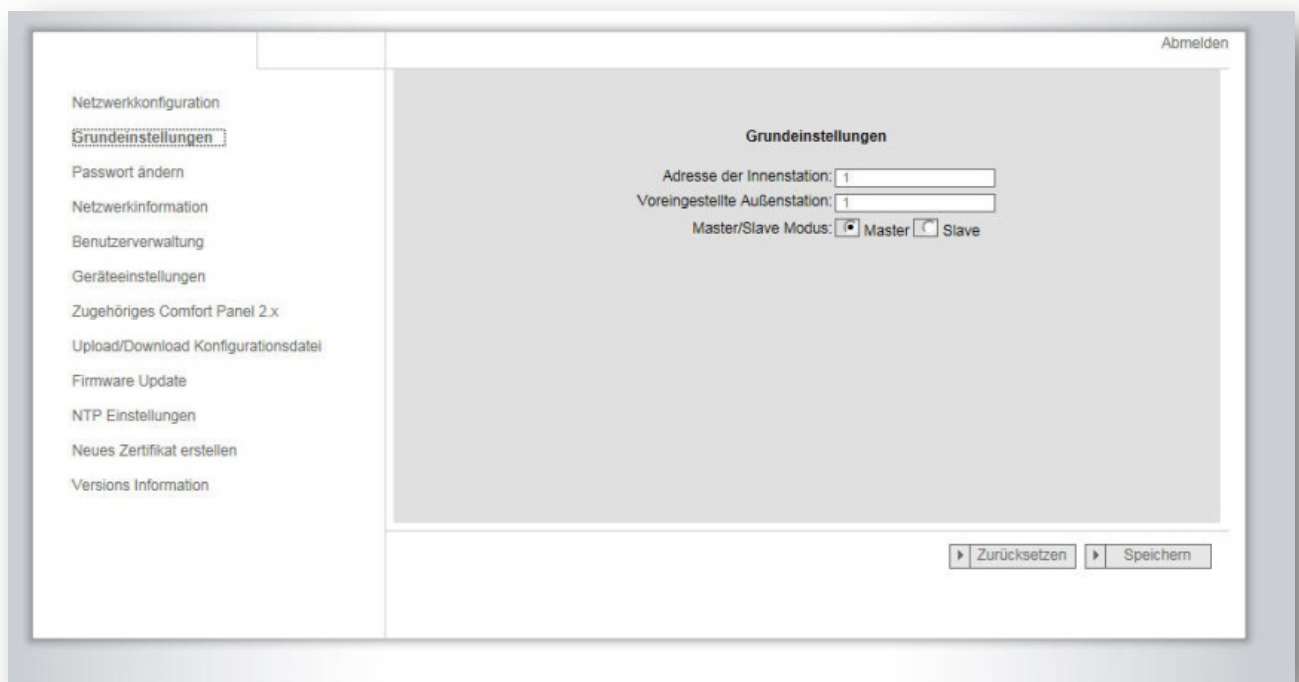 Abmelden
Netzwerkkonfiguration
Grundeinstellungen
Passwort ändern
Netzwerkinformation
Benutzerverwaltung
Geräteeinstellungen
Zugehöriges Comfort Panel 2.x
Upload/Download Konfigurationsdatei
Firmware Update
NTP Einstellungen
Neues Zertifikat erstellen
Versions Information
Grundeinstellungen
Adresse der Innenstation: 1
Voreingestellte Außenstation: 1
Master/Slave Modus: Master Slave
Zurücksetzen Speichern